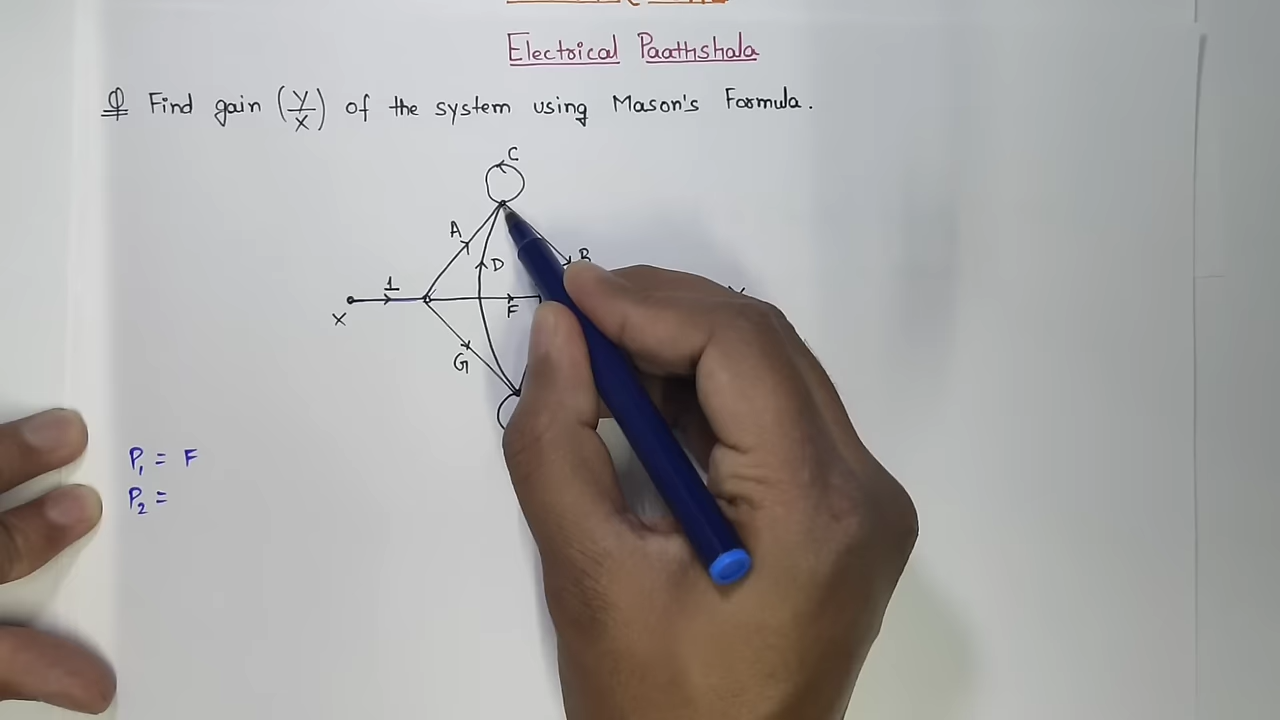 Electrical Paathshala
Q Find gain (Y/X) of the system using Mason's Formula.
C
A
D
B
1
X
F
Y
G
P₁ = F
P₂ =